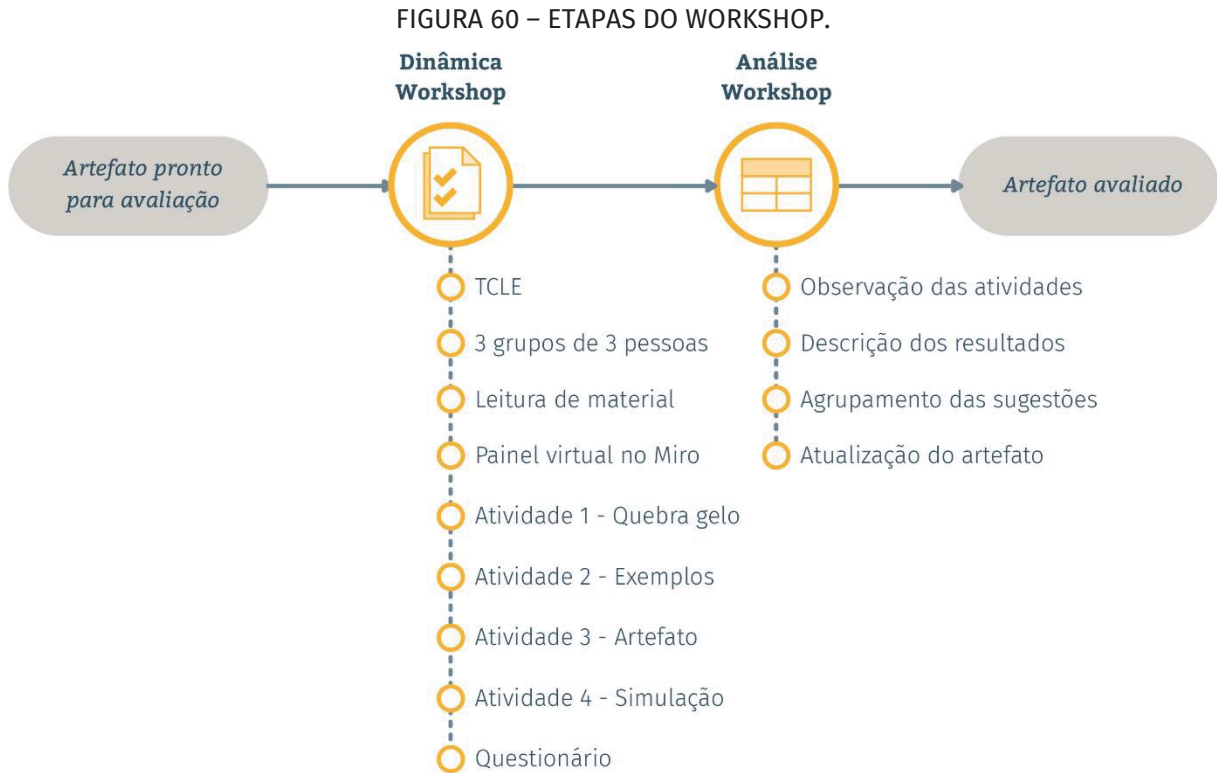 FIGURA 60 – ETAPAS DO WORKSHOP.
Dinâmica
Workshop
Análise
Workshop
Artefato pronto
para avaliação
Artefato avaliado
TCLE
3 grupos de 3 pessoas
Leitura de material
Painel virtual no Miro
Atividade 1 - Quebra gelo
Atividade 2 - Exemplos
Atividade 3 - Artefato
Atividade 4 - Simulação
Questionário
Observação das atividades
Descrição dos resultados
Agrupamento das sugestões
Atualização do artefato